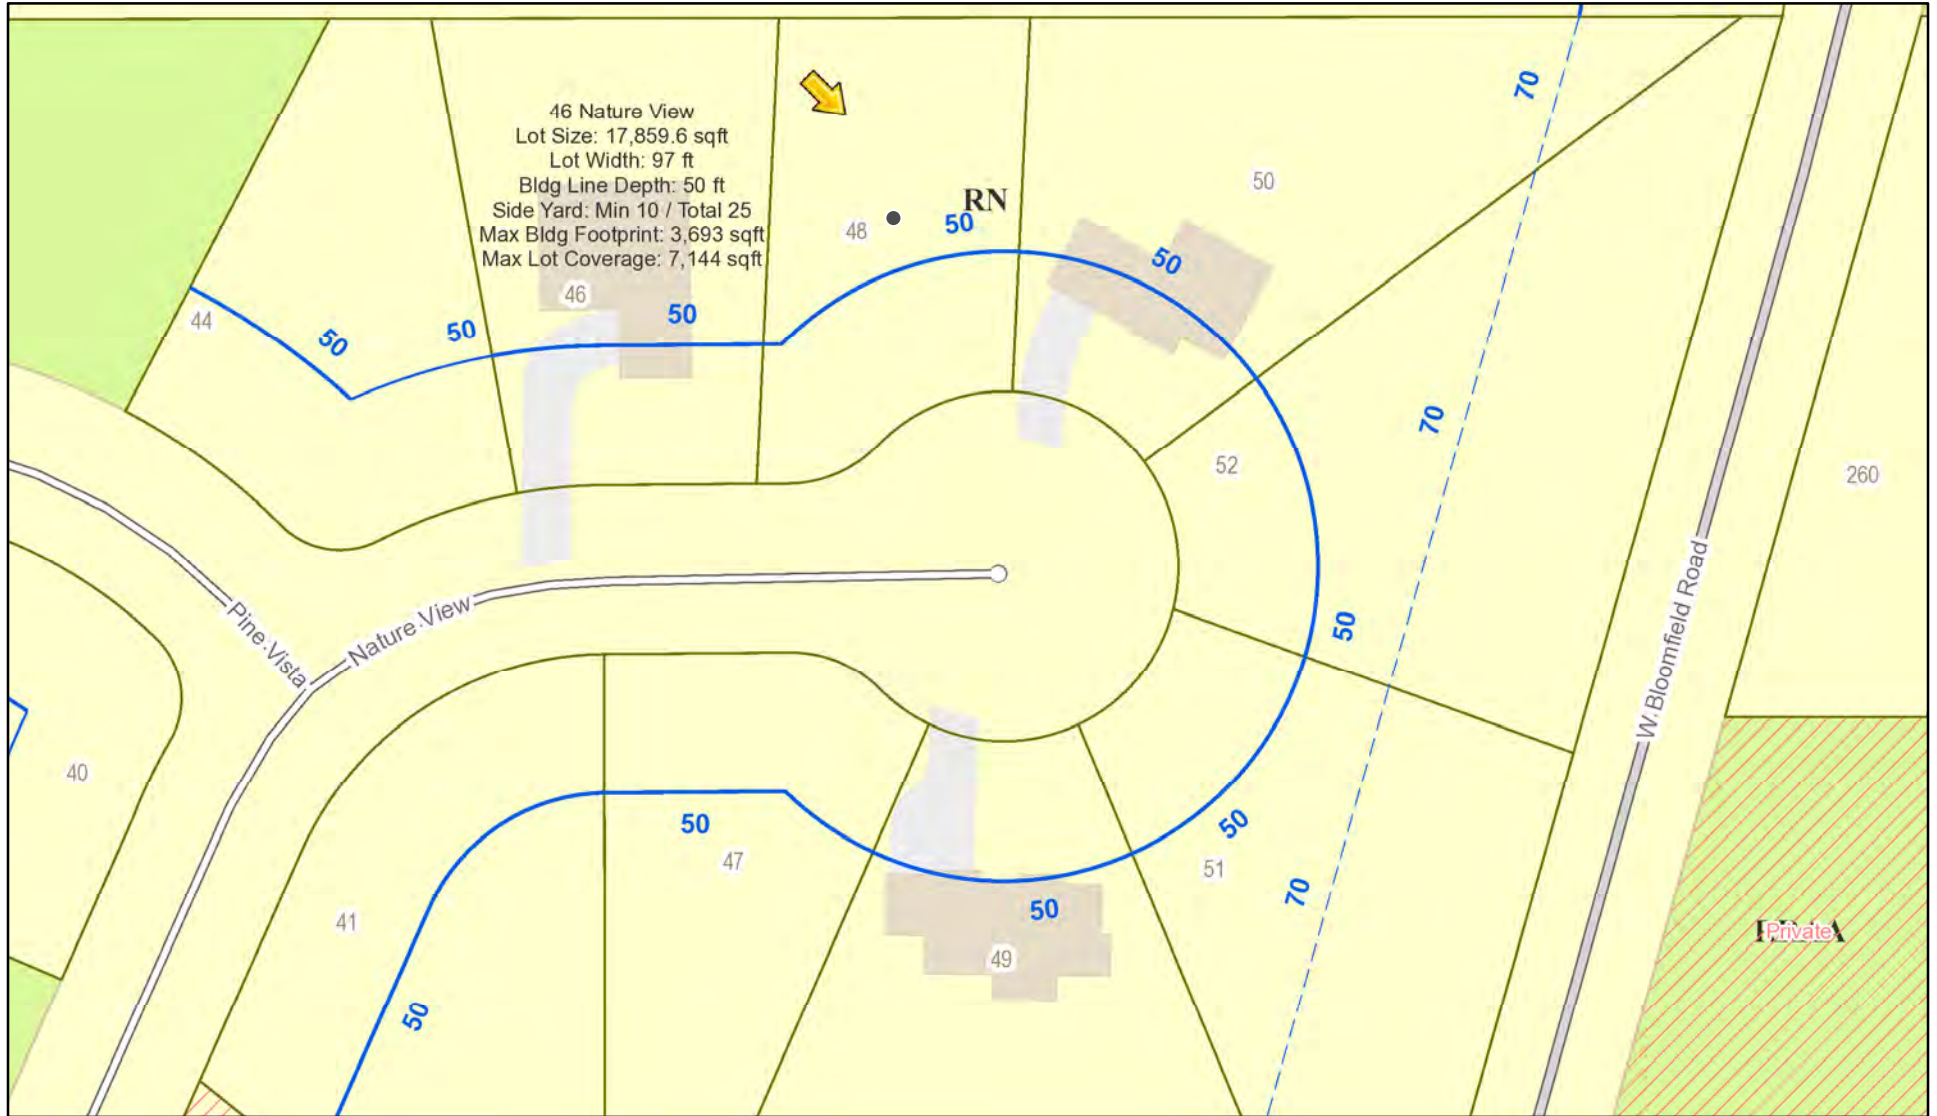 70
46 Nature View
Lot Size: 17,859.6 sqft
Lot Width: 97 ft
Bldg Line Depth: 50 ft
Side Yard: Min 10 / Total 25
Max Bldg Footprint: 3,693 sqft
Max Lot Coverage: 7,144 sqft
RN
50
48
50
50
46
50
44
50
50
70
52
260
50
W.Bloomfield Road
Pine.Vista
Nature.View
40
50
47
50
51
70
41
50
49
Private
50